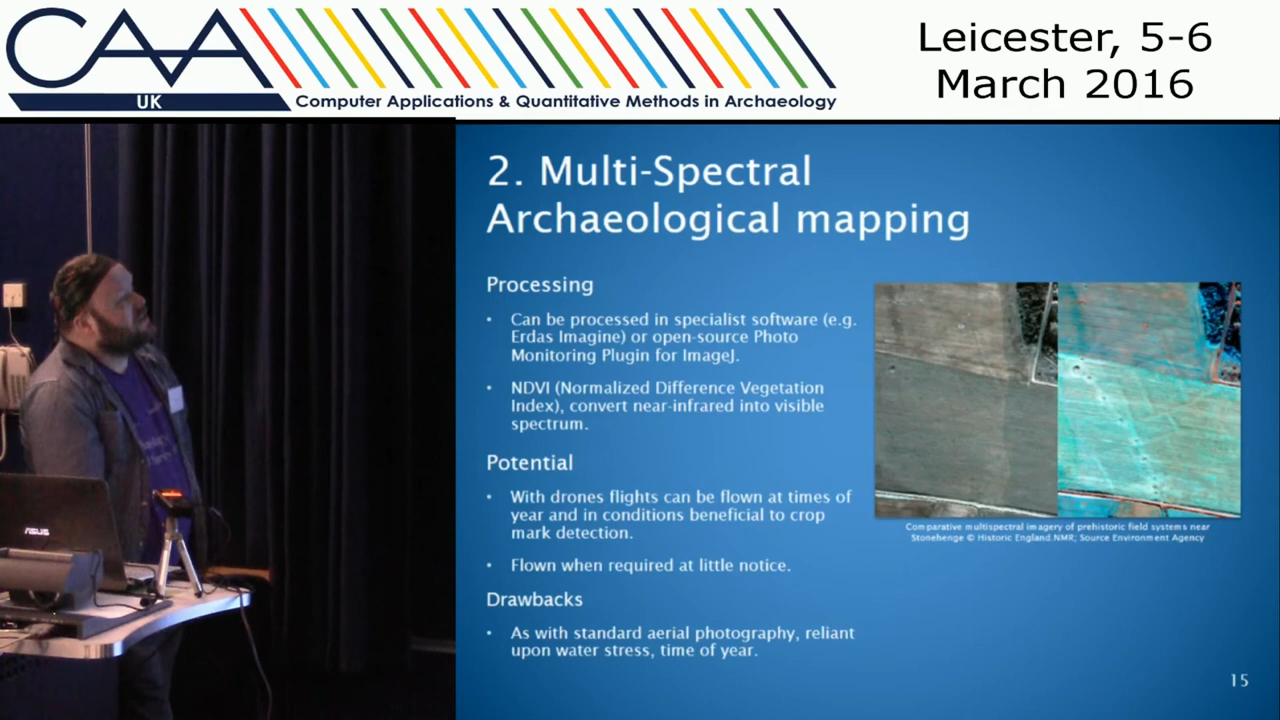 CAA
UK
Computer Applications & Quantitative Methods in Archaeology
Leicester, 5-6
March 2016
2. Multi-Spectral
Archaeological mapping
Processing
• Can be processed in specialist software (e.g.
Erdas Imagine) or open-source Photo
Monitoring Plugin for ImageJ.
• NDVI (Normalized Difference Vegetation
Index), convert near-infrared into visible
spectrum.
Potential
• With drones flights can be flown at times of
year and in conditions beneficial to crop
mark detection.
• Flown when required at little notice.
Drawbacks
• As with standard aerial photography, reliant
upon water stress, time of year.
Comparative multispectral imagery of prehistoric field systems near
Stonehenge © Historic England.NMR; Source Environment Agency
15
ASUS